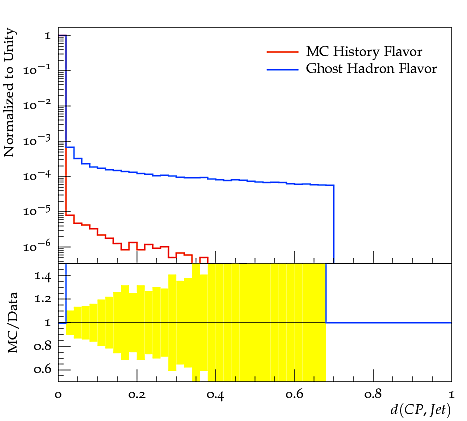 Normalized to Unity
1
10⁻¹
10⁻²
10⁻³
10⁻⁴
10⁻⁵
10⁻⁶
MC History Flavor
Ghost Hadron Flavor
MC/Data
1.4
1.2
1
0.8
0.6
0 0.2 0.4 0.6 0.8 1
d(CP, Jet)